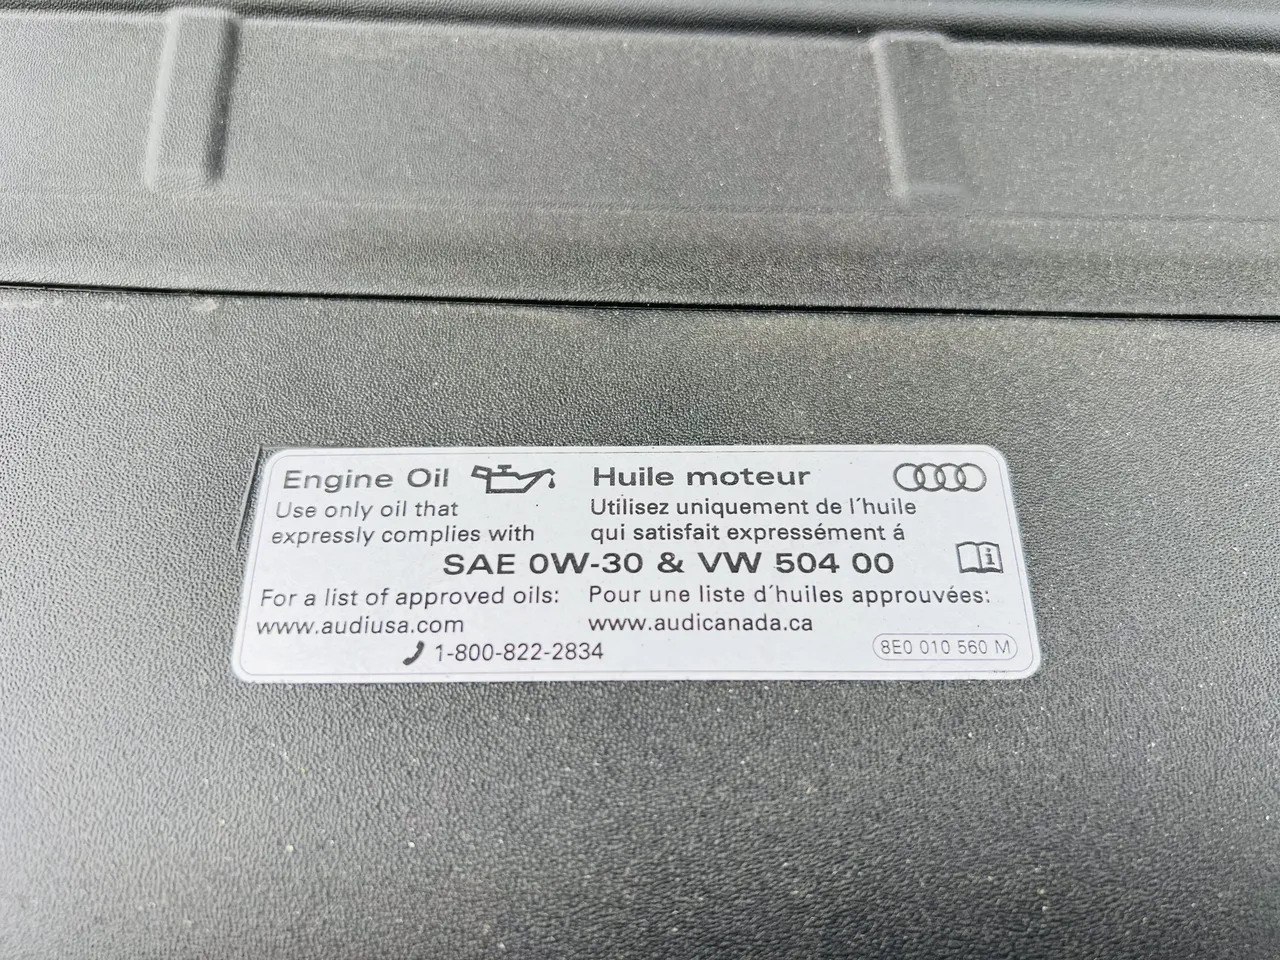 Engine Oil
Use only oil that
expressly complies with
Huile moteur
Utilisez uniquement de l´huile
qui satisfait expressément á
SAE 0W-30 & VW 504 00
For a list of approved oils:
www.audiusa.com
Pour une liste d´huiles approuvées:
www.audicanada.ca
1-800-822-2834
8E0 010 560 M